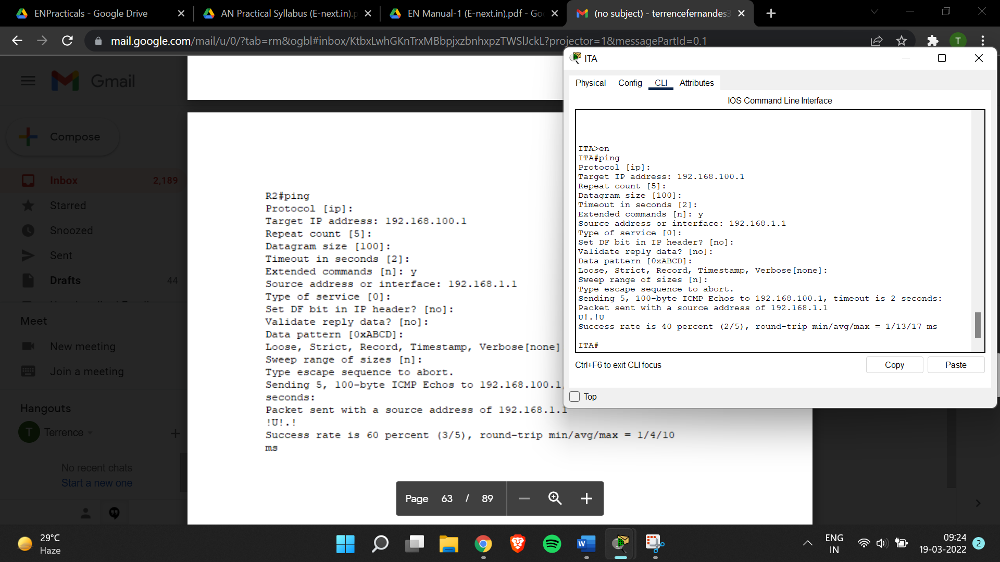 ENPracticals - Google Drive
AN Practical Syllabus (E-next.in).p
EN Manual-1 (E-next.in).pdf - Go
(no subject) - terrencefernandes3
mail.google.com/mail/u/0/?tab=rm&ogbl#inbox/KtbxLwhGKnTrxMBbpjxzbnhxpzTWSlJckL?projector=1&messagePartId=0.1
T
Gmail
Compose
Inbox 2,189
Starred
Snoozed
Sent
Drafts 44
Meet
New meeting
Join a meeting
Hangouts
T Terrence
No recent chats
Start a new one
R2#ping
Protocol [ip]:
Target IP address: 192.168.100.1
Repeat count [5]:
Datagram size [100]:
Timeout in seconds [2]:
Extended commands [n]: y
Source address or interface: 192.168.1.1
Type of service [0]:
Set DF bit in IP header? [no]:
Validate reply data? [no]:
Data pattern [0xABCD]:
Loose, Strict, Record, Timestamp, Verbose[none]
Sweep range of sizes [n]:
Type escape sequence to abort.
Sending 5, 100-byte ICMP Echos to 192.168.100.1,
seconds:
Packet sent with a source address of 192.168.1.1
!U!.!
Success rate is 60 percent (3/5), round-trip min/avg/max = 1/4/10
ms
Page 63 / 89
ITA
Physical Config CLI Attributes
IOS Command Line Interface
ITA>en
ITA#ping
Protocol [ip]:
Target IP address: 192.168.100.1
Repeat count [5]:
Datagram size [100]:
Timeout in seconds [2]:
Extended commands [n]: y
Source address or interface: 192.168.1.1
Type of service [0]:
Set DF bit in IP header? [no]:
Validate reply data? [no]:
Data pattern [0xABCD]:
Loose, Strict, Record, Timestamp, Verbose[none]:
Sweep range of sizes [n]:
Type escape sequence to abort.
Sending 5, 100-byte ICMP Echos to 192.168.100.1, timeout is 2 seconds:
Packet sent with a source address of 192.168.1.1
U!.!U
Success rate is 40 percent (2/5), round-trip min/avg/max = 1/13/17 ms
ITA#
Ctrl+F6 to exit CLI focus
Copy
Paste
Top
29°C
Haze
W
ENG
IN
09:24
19-03-2022
2